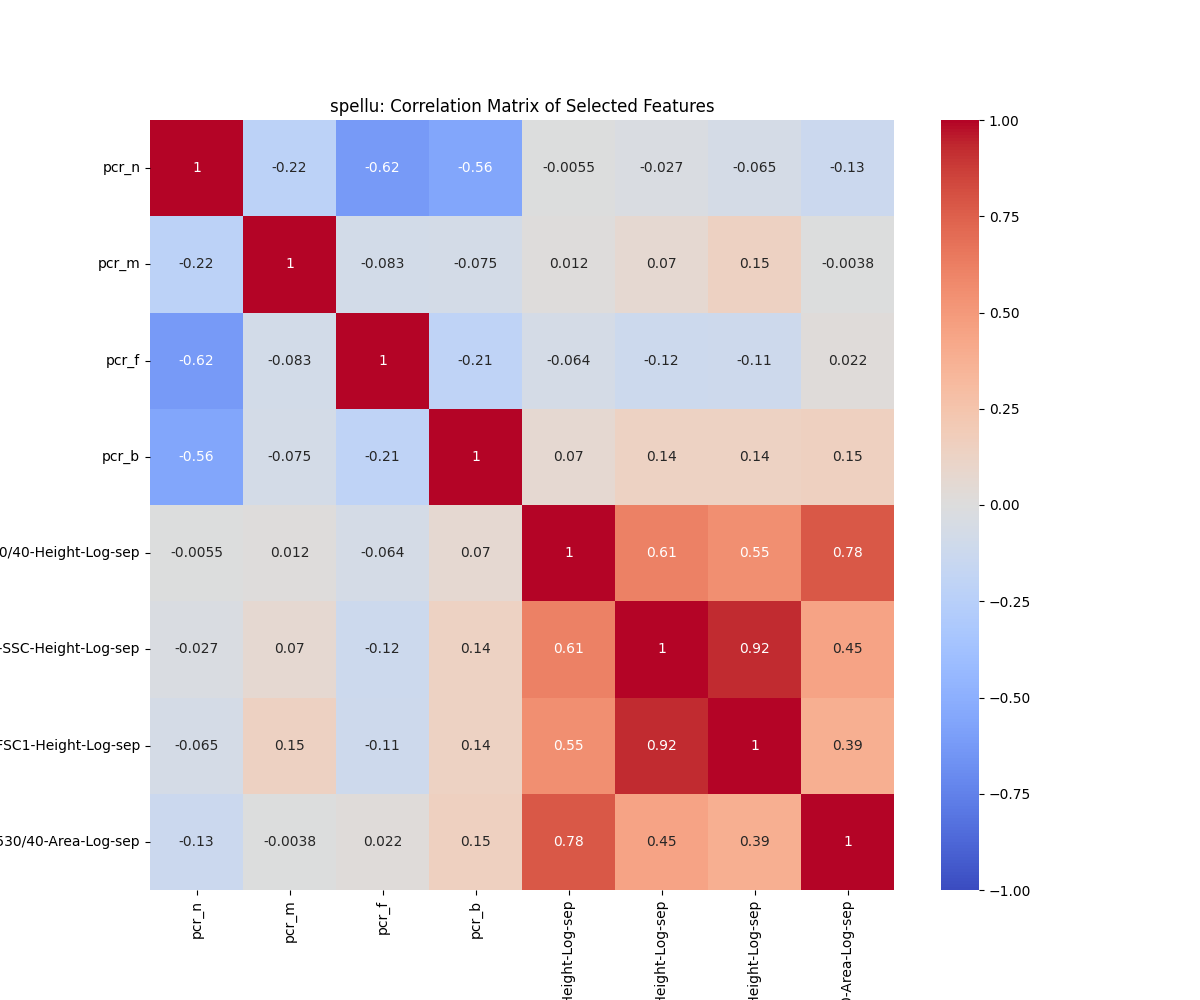 spellu: Correlation Matrix of Selected Features
pcr_n 1 -0.22 -0.62 -0.56 -0.0055 -0.027 -0.065 -0.13
pcr_m -0.22 1 -0.083 -0.075 0.012 0.07 0.15 -0.0038
pcr_f -0.62 -0.083 1 -0.21 -0.064 -0.12 -0.11 0.022
pcr_b -0.56 -0.075 -0.21 1 0.07 0.14 0.14 0.15
0/40-Height-Log-sep -0.0055 0.012 -0.064 0.07 1 0.61 0.55 0.78
-SSC-Height-Log-sep -0.027 0.07 -0.12 0.14 0.61 1 0.92 0.45
FSC1-Height-Log-sep -0.065 0.15 -0.11 0.14 0.55 0.92 1 0.39
530/40-Area-Log-sep -0.13 -0.0038 0.022 0.15 0.78 0.45 0.39 1
pcr_n
pcr_m
pcr_f
pcr_b
Height-Log-sep
Height-Log-sep
Height-Log-sep
-Area-Log-sep
1.00
0.75
0.50
0.25
0.00
−0.25
−0.50
−0.75
−1.00